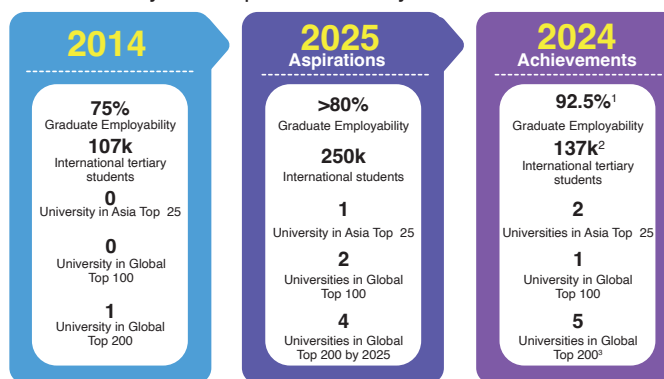 2014
75%
Graduate Employability
107k
International tertiary
students
0
University in Asia Top 25
0
University in Global
Top 100
1
University in Global
Top 200
2025
Aspirations
>80%
Graduate Employability
250k
International students
1
University in Asia Top 25
2
Universities in Global
Top 100
4
Universities in Global
Top 200 by 2025
2024
Achievements
92.5%¹
Graduate Employability
137k²
International tertiary
students
2
Universities in Asia Top 25
1
University in Global
Top 100
5
Universities in Global
Top 200³